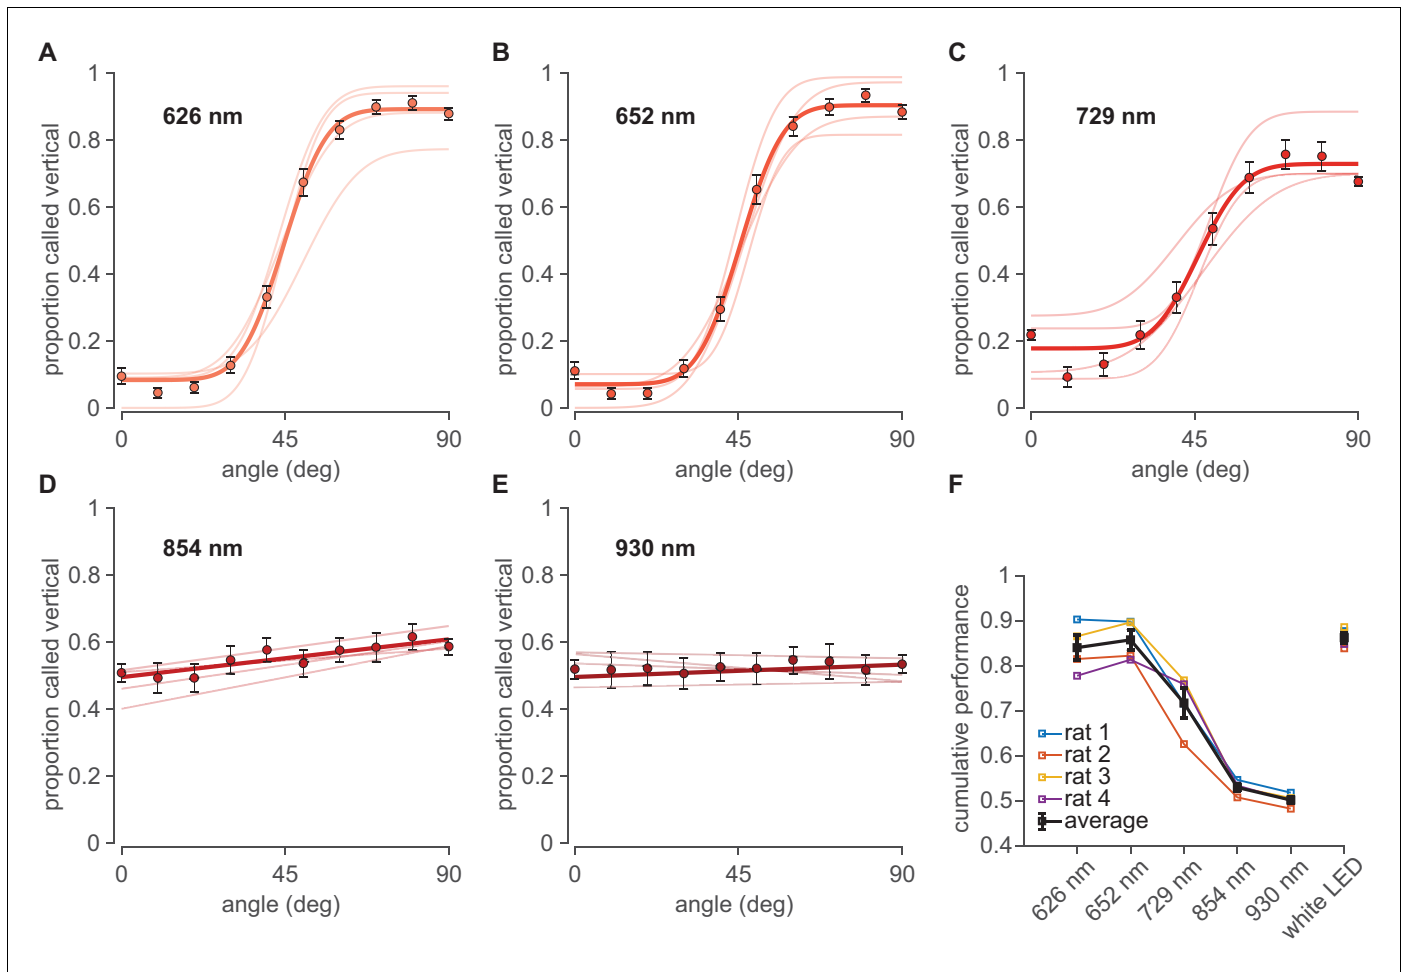 A
626 nm
proportion called vertical
1
0.8
0.6
0.4
0.2
0
0
45
90
angle (deg)
B
652 nm
proportion called vertical
1
0.8
0.6
0.4
0.2
0
0
45
90
angle (deg)
C
729 nm
proportion called vertical
1
0.8
0.6
0.4
0.2
0
0
45
90
angle (deg)
D
854 nm
proportion called vertical
1
0.8
0.6
0.4
0.2
0
0
45
90
angle (deg)
E
930 nm
proportion called vertical
1
0.8
0.6
0.4
0.2
0
0
45
90
angle (deg)
F
cumulative performance
1
0.9
0.8
0.7
0.6
0.5
0.4
rat 1
rat 2
rat 3
rat 4
average
626 nm
652 nm
729 nm
854 nm
930 nm
white LED